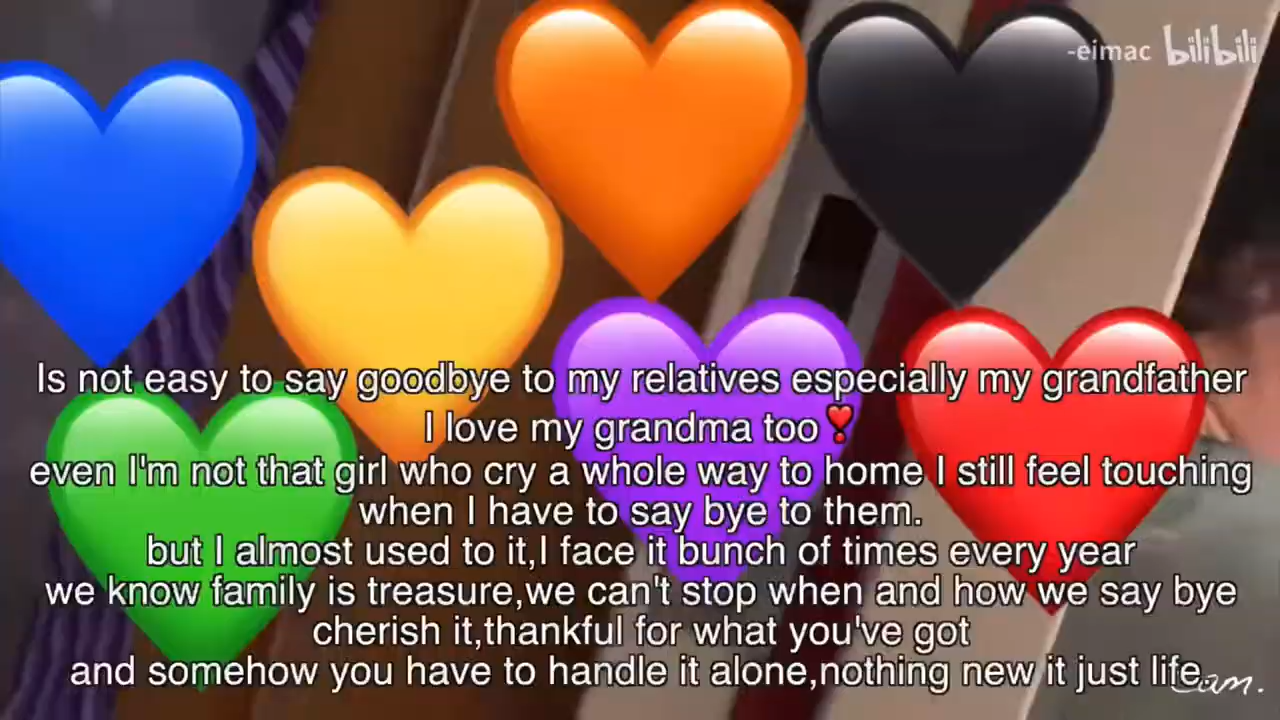 -eimac bilibili
Is not easy to say goodbye to my relatives especially my grandfather
I love my grandma too❣
even I'm not that girl who cry a whole way to home I still feel touching
when I have to say bye to them.
but I almost used to it,I face it bunch of times every year
we know family is treasure,we can't stop when and how we say bye
cherish it,thankful for what you've got
and somehow you have to handle it alone,nothing new it just life.